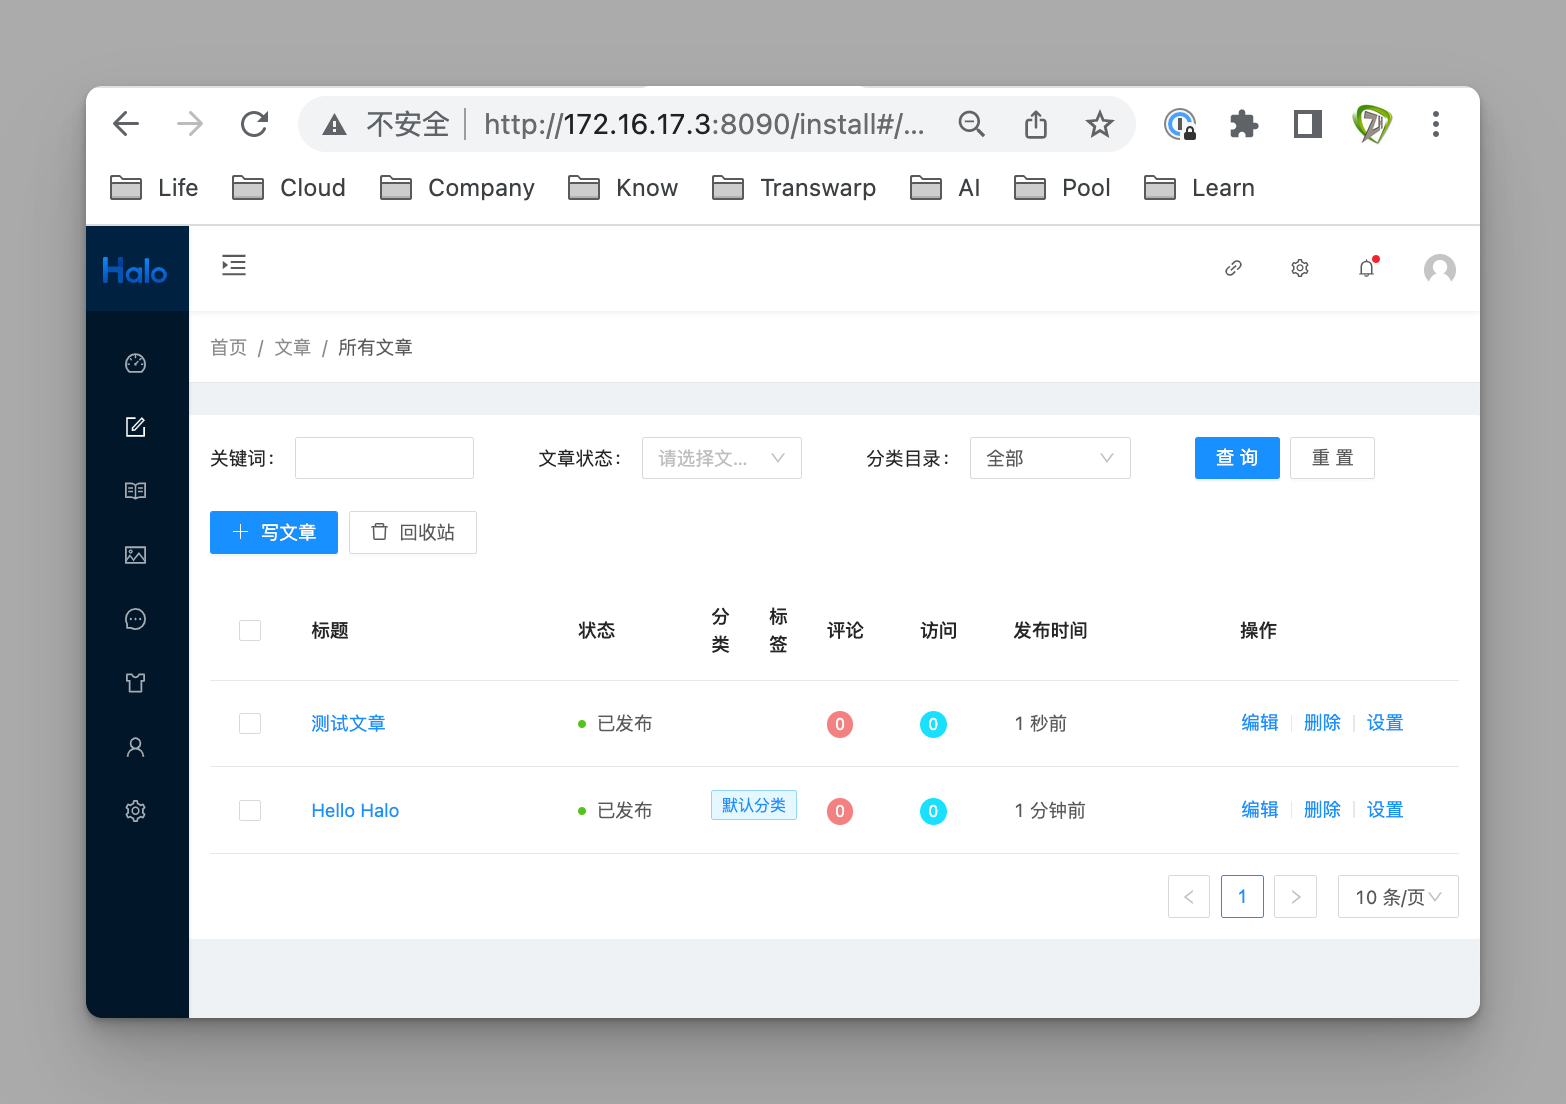 不安全 http://172.16.17.3:8090/install#/...
Life Cloud Company Know Transwarp AI Pool Learn
Halo
首页 / 文章 / 所有文章
关键词： 文章状态： 请选择文... 分类目录： 全部 查 询 重 置
写文章 回收站
标题 状态 分类 标签 评论 访问 发布时间 操作
测试文章 已发布 0 0 1 秒前 编辑 删除 设置
Hello Halo 已发布 默认分类 0 0 1 分钟前 编辑 删除 设置
< 1 > 10 条/页